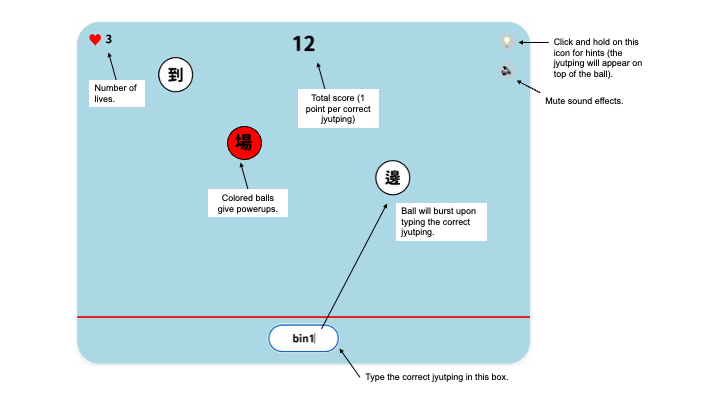 3
12
Click and hold on this
icon for hints (the
jyutping will appear on
top of the ball).
到
Number of
lives.
Total score (1
point per correct
jyutping)
Mute sound effects.
場
邊
Colored balls
give powerups.
Ball will burst upon
typing the correct
jyutping.
bin1
Type the correct jyutping in this box.